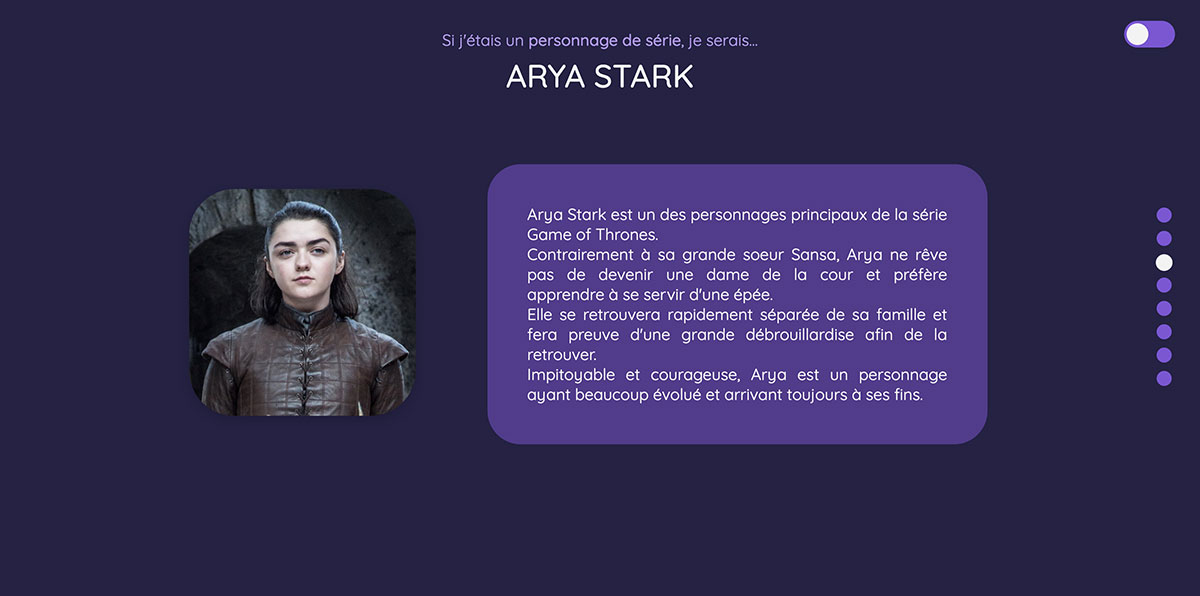 Si j'étais un personnage de série, je serais...
ARYA STARK
Arya Stark est un des personnages principaux de la série
Game of Thrones.
Contrairement à sa grande soeur Sansa, Arya ne rêve
pas de devenir une dame de la cour et préfère
apprendre à se servir d'une épée.
Elle se retrouvera rapidement séparée de sa famille et
fera preuve d'une grande débrouillardise afin de la
retrouver.
Impitoyable et courageuse, Arya est un personnage
ayant beaucoup évolué et arrivant toujours à ses fins.